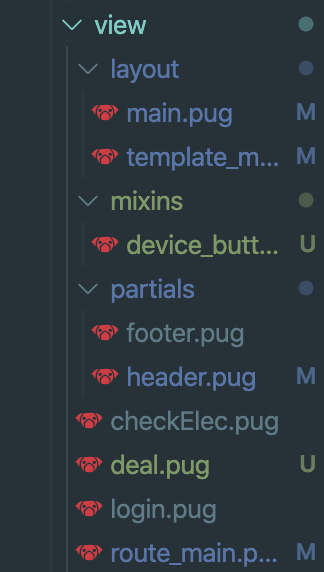 view
layout
main.pug M
template_m... M
mixins
device_butt... U
partials
footer.pug
header.pug M
checkElec.pug
deal.pug U
login.pug
route_main.p... M